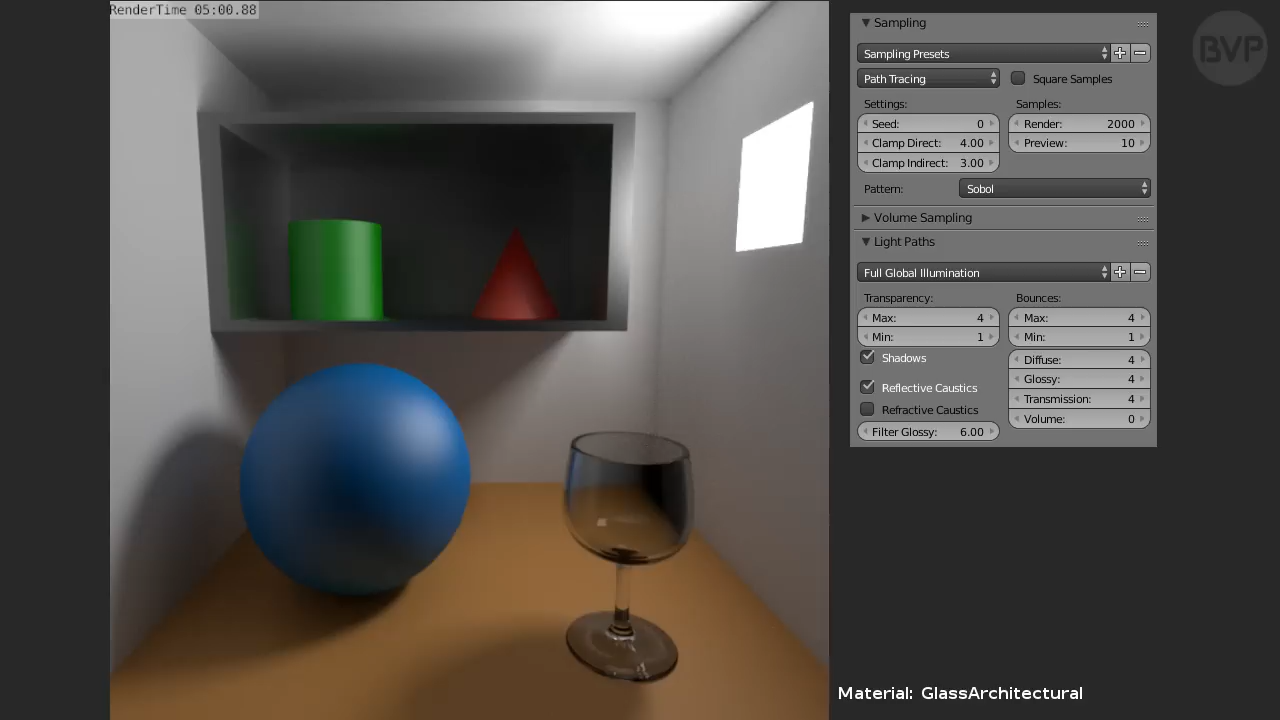 RenderTime 05:00.88
BVP
Sampling
Sampling Presets
Path Tracing
Square Samples
Settings:
Samples:
Seed: 0
Render: 2000
Clamp Direct: 4.00
Preview: 10
Clamp Indirect: 3.00
Pattern: Sobol
Volume Sampling
Light Paths
Full Global Illumination
Transparency:
Bounces:
Max: 4
Max: 4
Min: 1
Min: 1
Shadows
Diffuse: 4
Glossy: 4
Reflective Caustics
Transmission: 4
Refractive Caustics
Volume: 0
Filter Glossy: 6.00
Material: GlassArchitectural